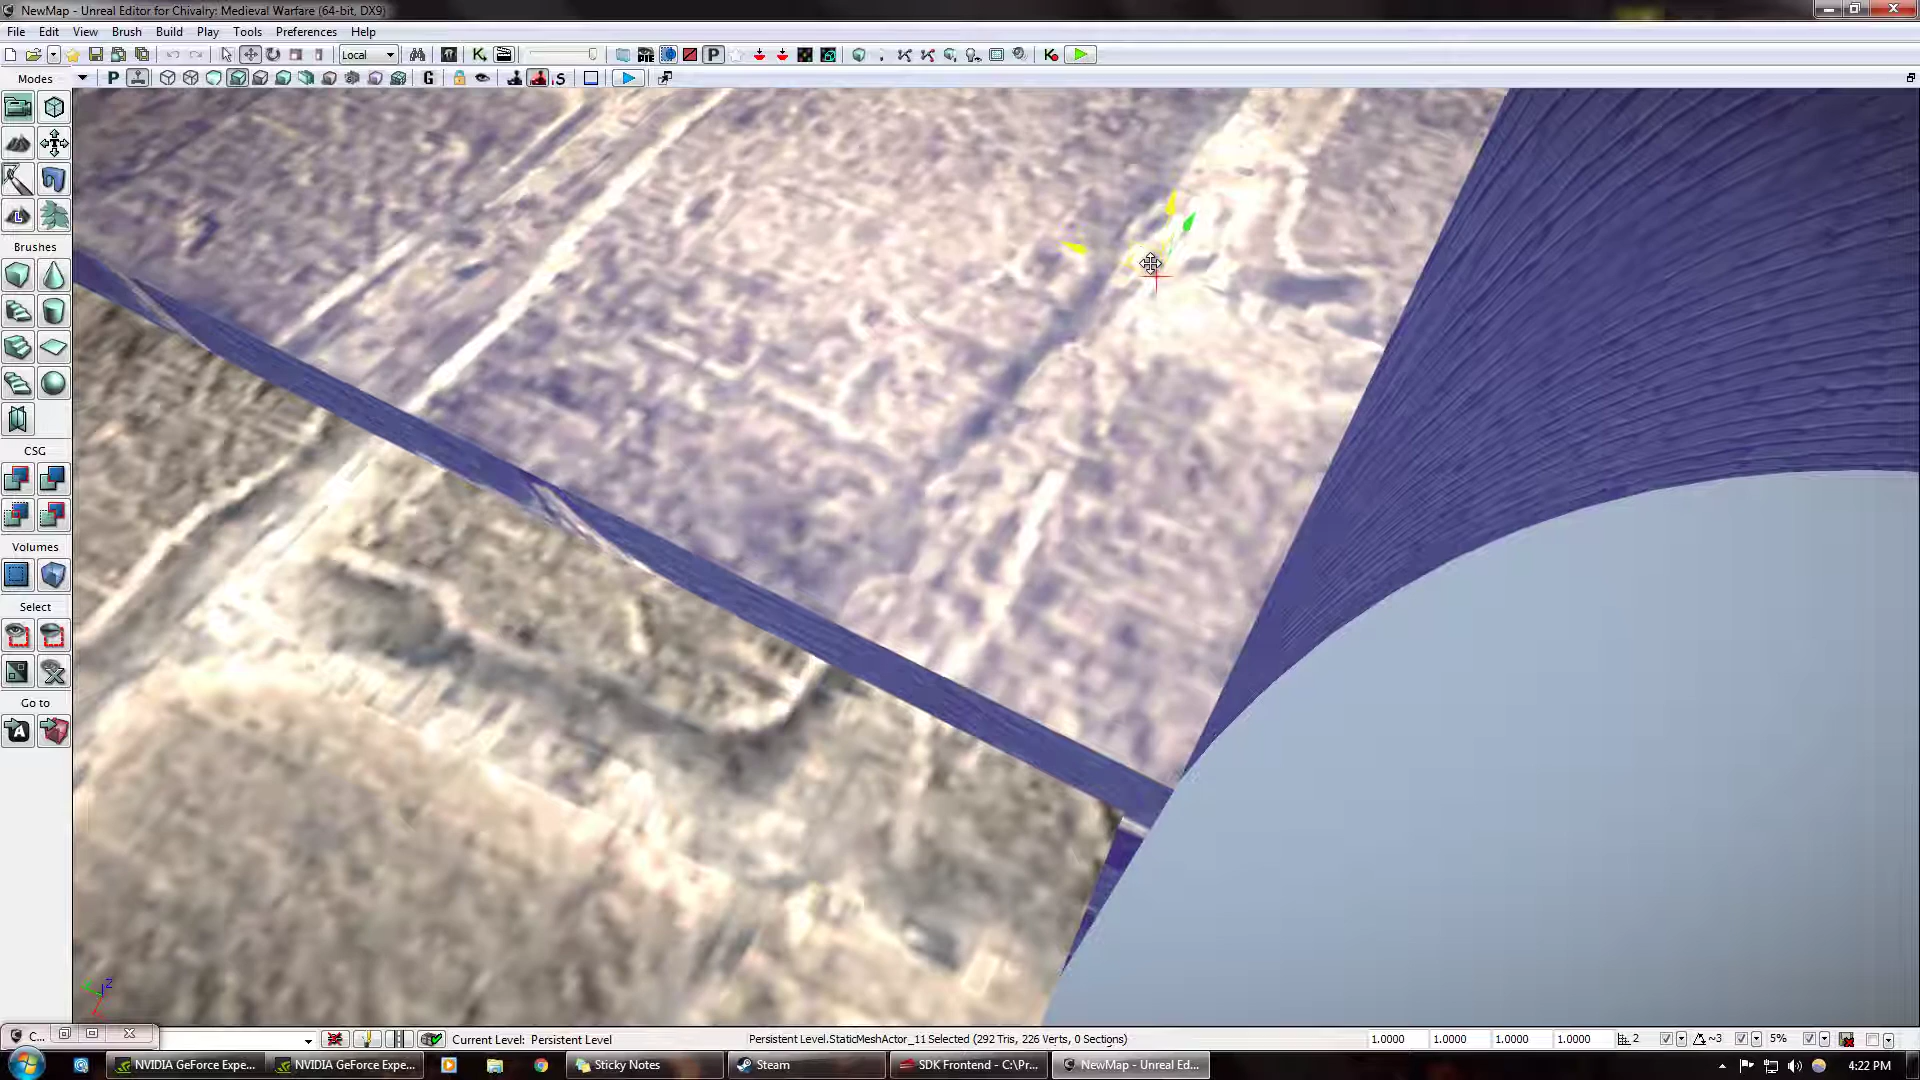 NewMap - Unreal Editor for Chivalry: Medieval Warfare (64-bit, DX9)
File Edit View Brush Build Play Tools Preferences Help
Local
P
Modes
P
G
S
L
Brushes
CSG
Volumes
Select
Go to
A
Z
C...
Current Level: Persistent Level
Persistent Level.StaticMeshActor_11 Selected (292 Tris, 226 Verts, 0 Sections)
1.0000 1.0000 1.0000 1.0000 2 ~3 5%
NVIDIA GeForce Expe... NVIDIA GeForce Expe... Sticky Notes Steam SDK Frontend - C:\Pr... NewMap - Unreal Ed... 4:22 PM